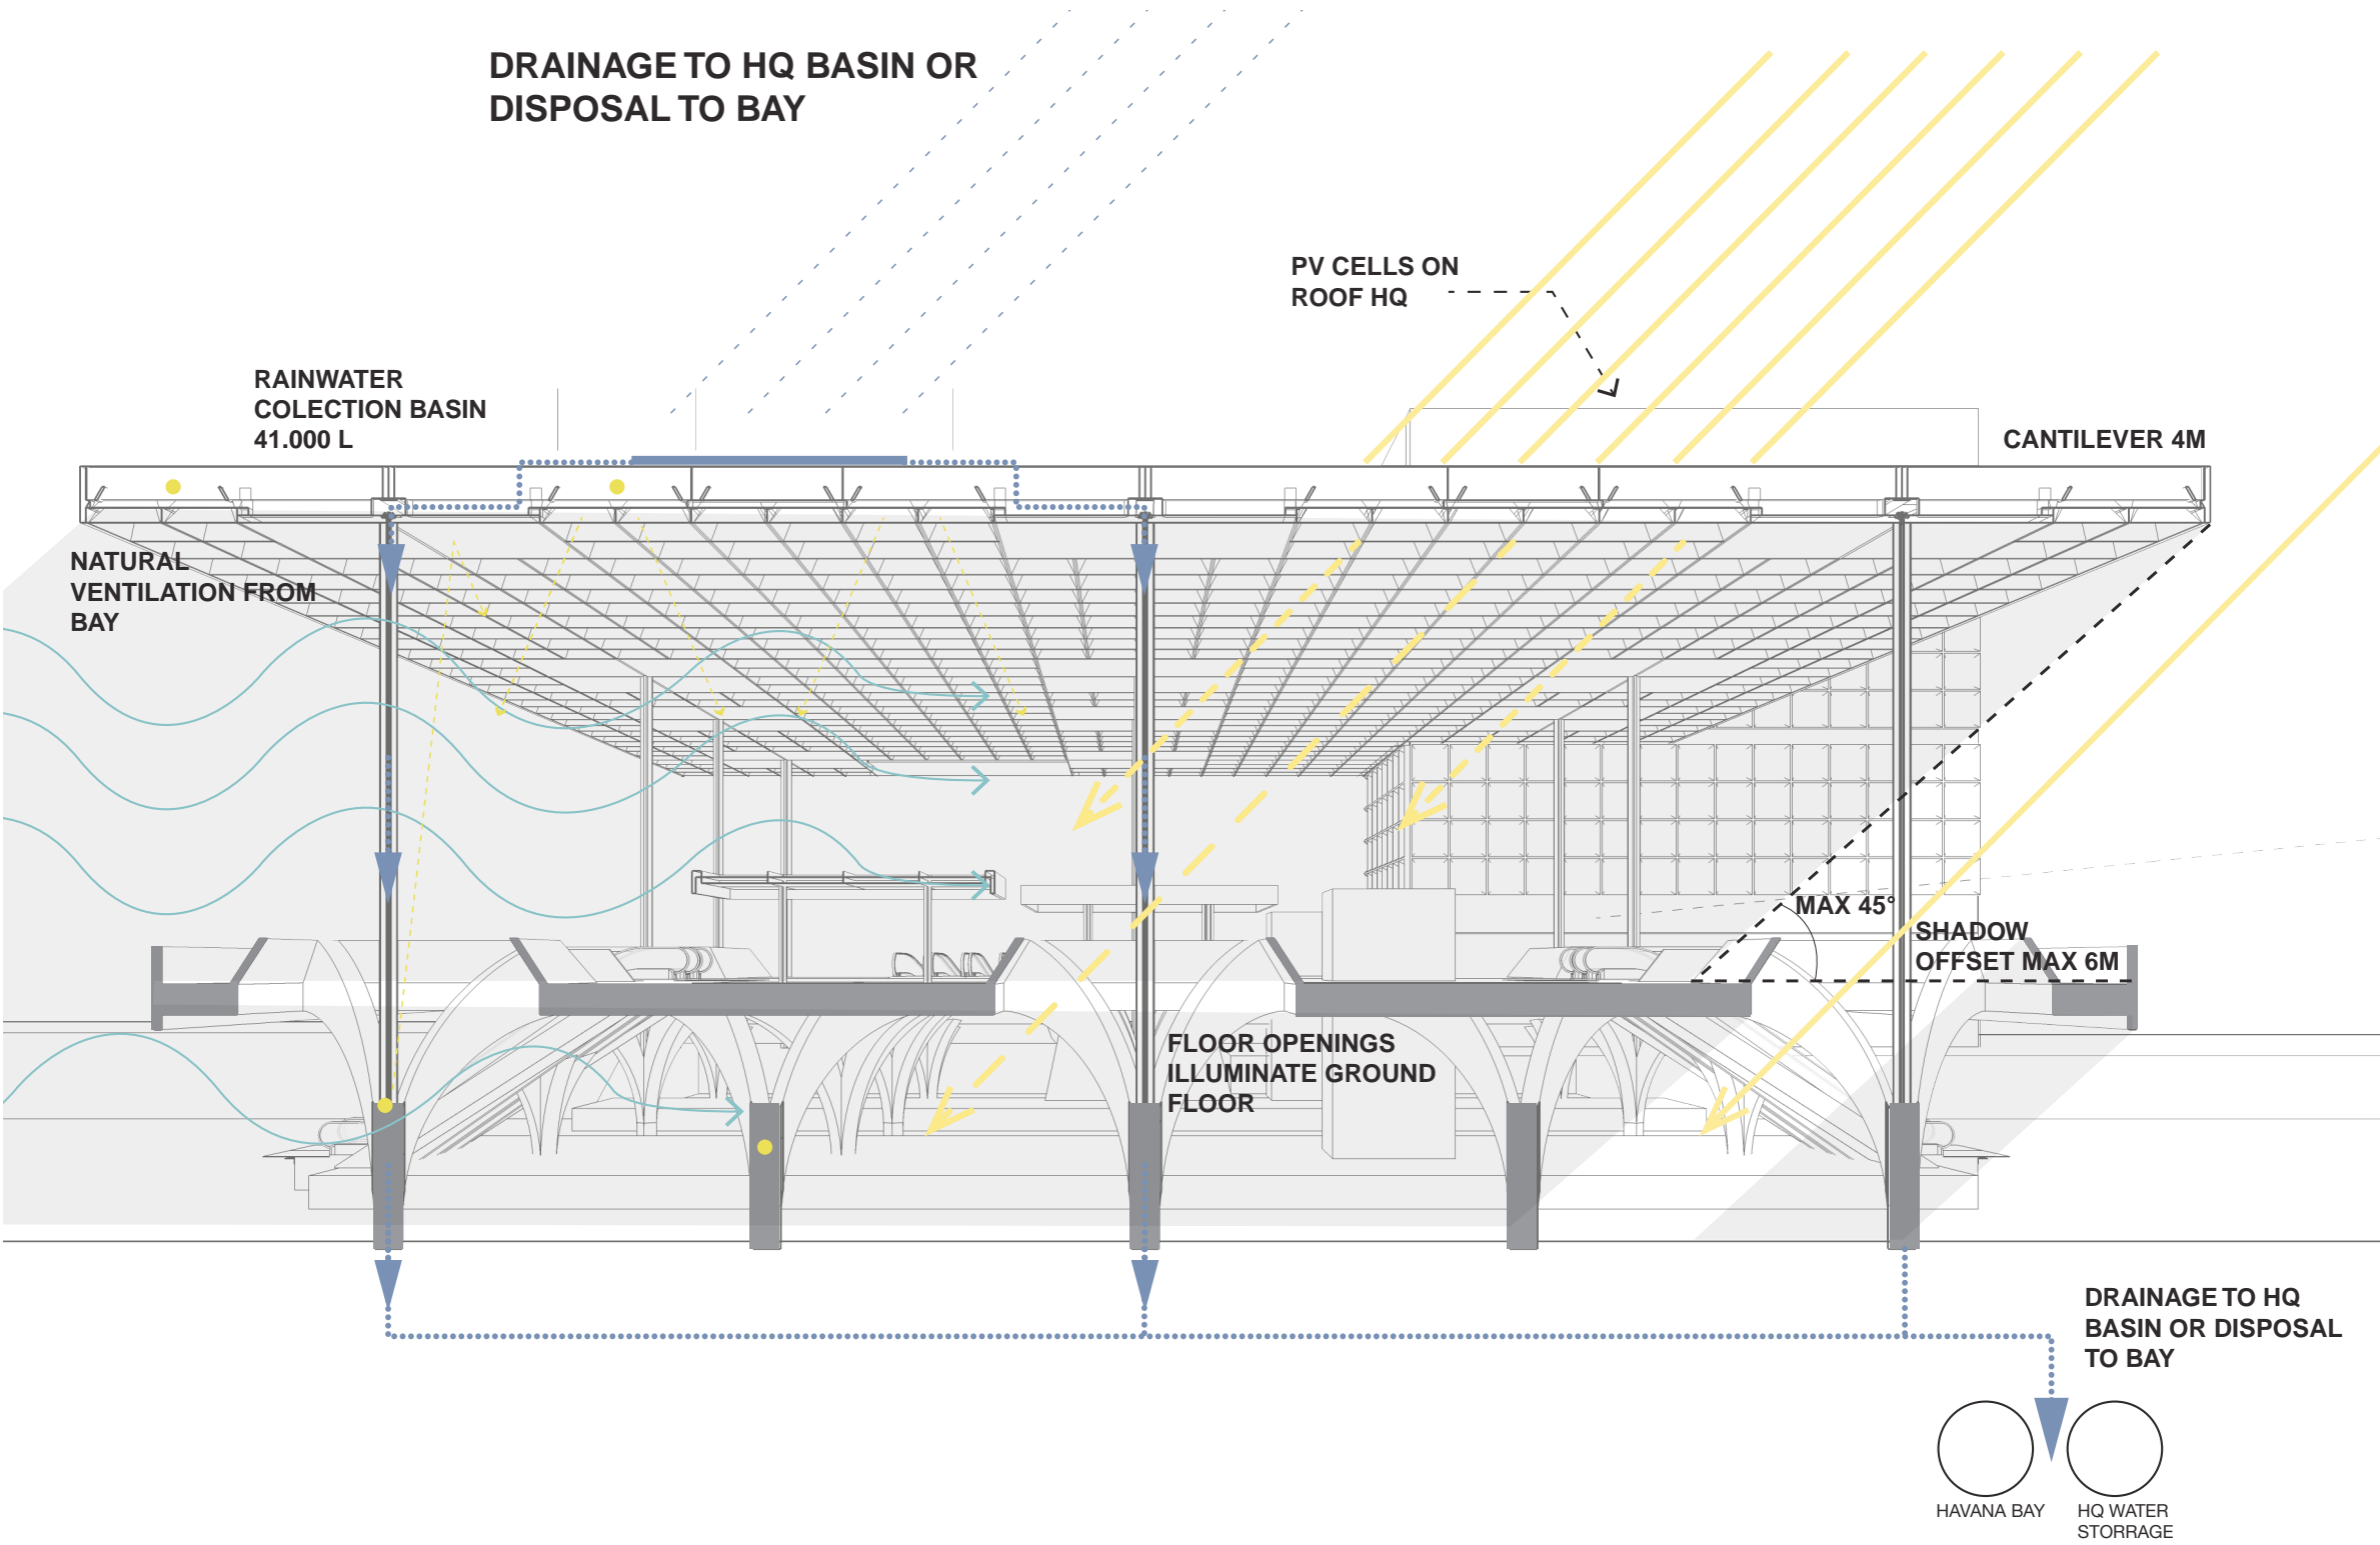 DRAINAGE TO HQ BASIN OR
DISPOSAL TO BAY
PV CELLS ON
ROOF HQ
RAINWATER
COLECTION BASIN
41.000 L
CANTILEVER 4M
NATURAL
VENTILATION FROM
BAY
MAX 45°
SHADOW
OFFSET MAX 6M
FLOOR OPENINGS
ILLUMINATE GROUND
FLOOR
DRAINAGE TO HQ
BASIN OR DISPOSAL
TO BAY
HAVANA BAY
HQ WATER
STORRAGE